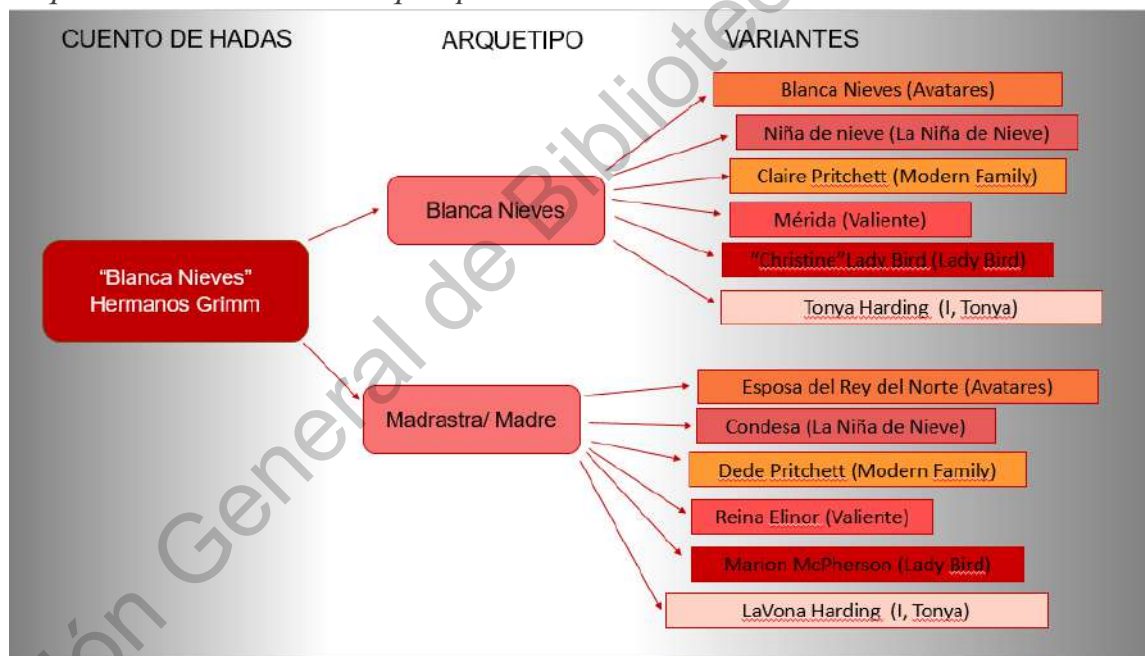 CUENTO DE HADAS
ARQUETIPO
VARIANTES
Blanca Nieves (Avatares)
Niña de nieve (La Niña de Nieve)
Claire Pritchett (Modern Family)
Blanca Nieves
Mérida (Valiente)
"Christine"Lady Bird (Lady Bird)
Tonya Harding (I, Tonya)
"Blanca Nieves"
Hermanos Grimm
Madrastra/ Madre
Esposa del Rey del Norte (Avatares)
Condesa (La Niña de Nieve)
Dede Pritchett (Modern Family)
Reina Elinor (Valiente)
Marion McPherson (Lady Bird)
LaVona Harding (I, Tonya)
General de Bibliotec